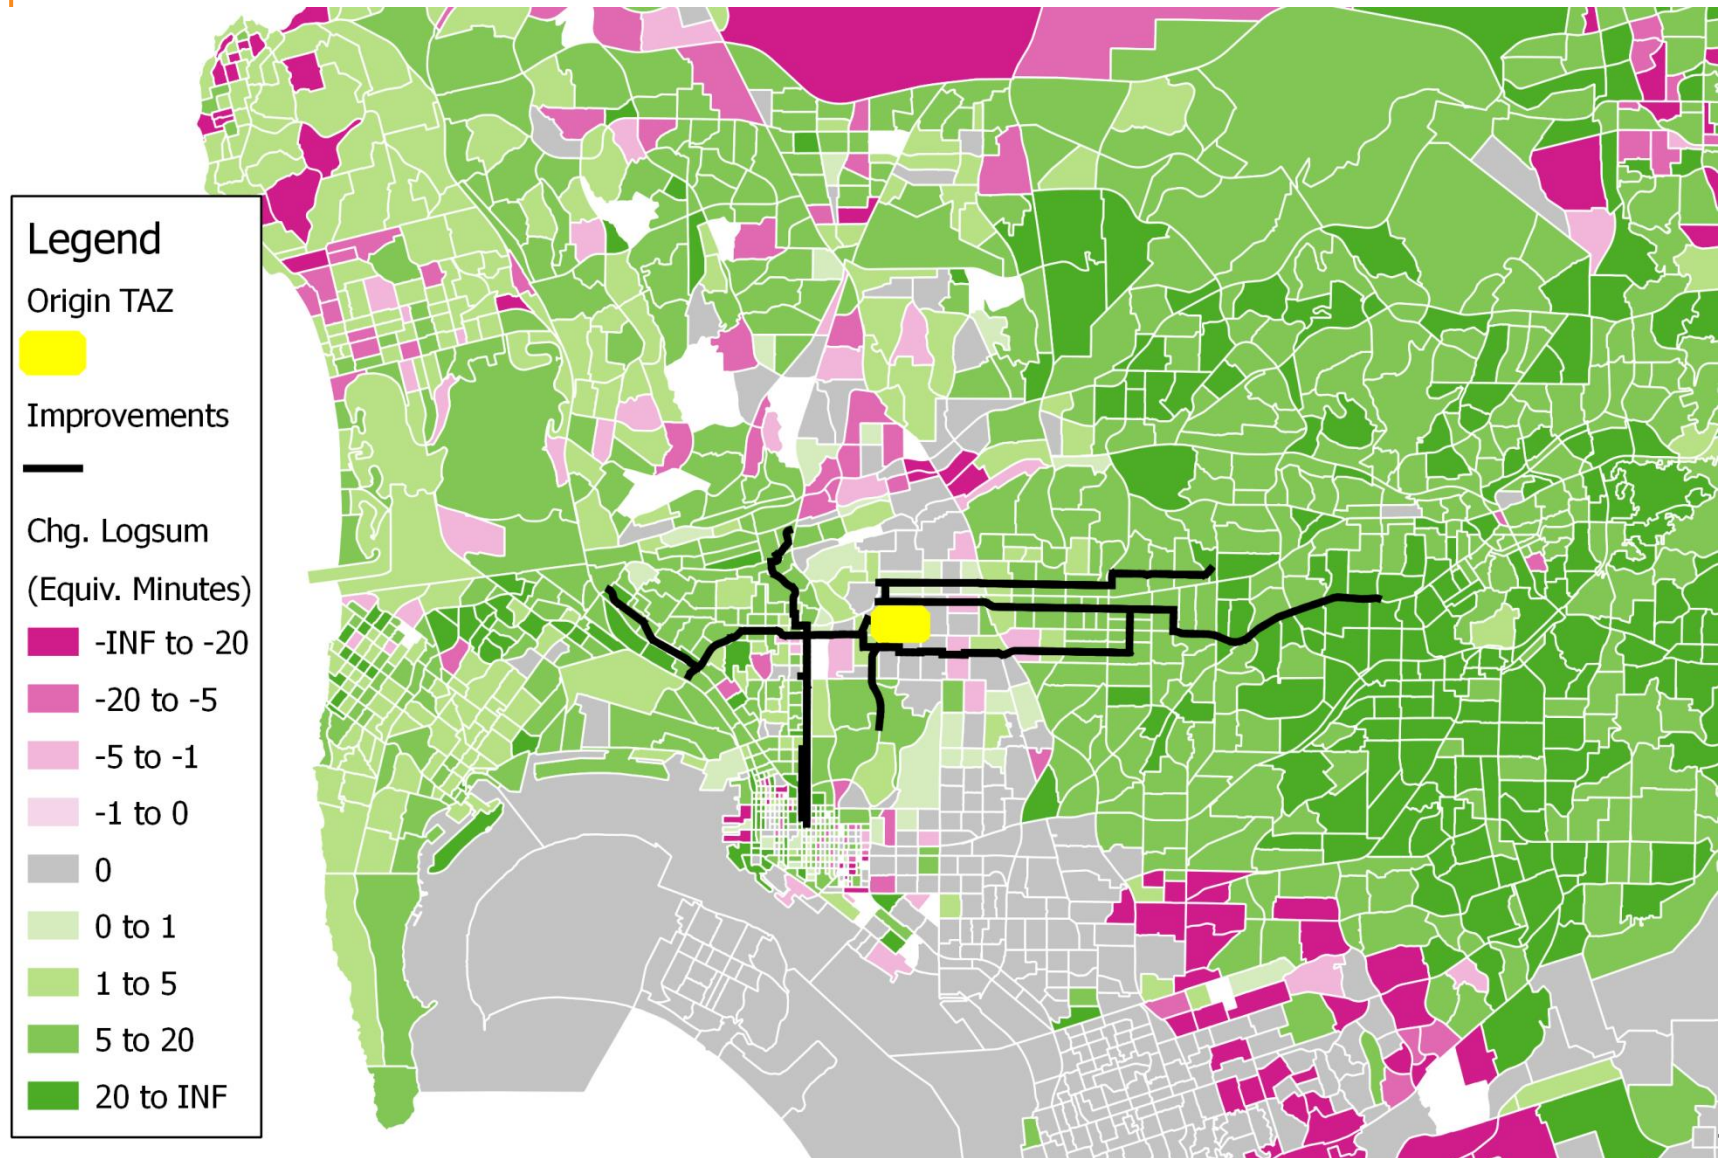 Legend
Origin TAZ
Improvements
Chg. Logsum
(Equiv. Minutes)
-INF to -20
-20 to -5
-5 to -1
-1 to 0
0
0 to 1
1 to 5
5 to 20
20 to INF